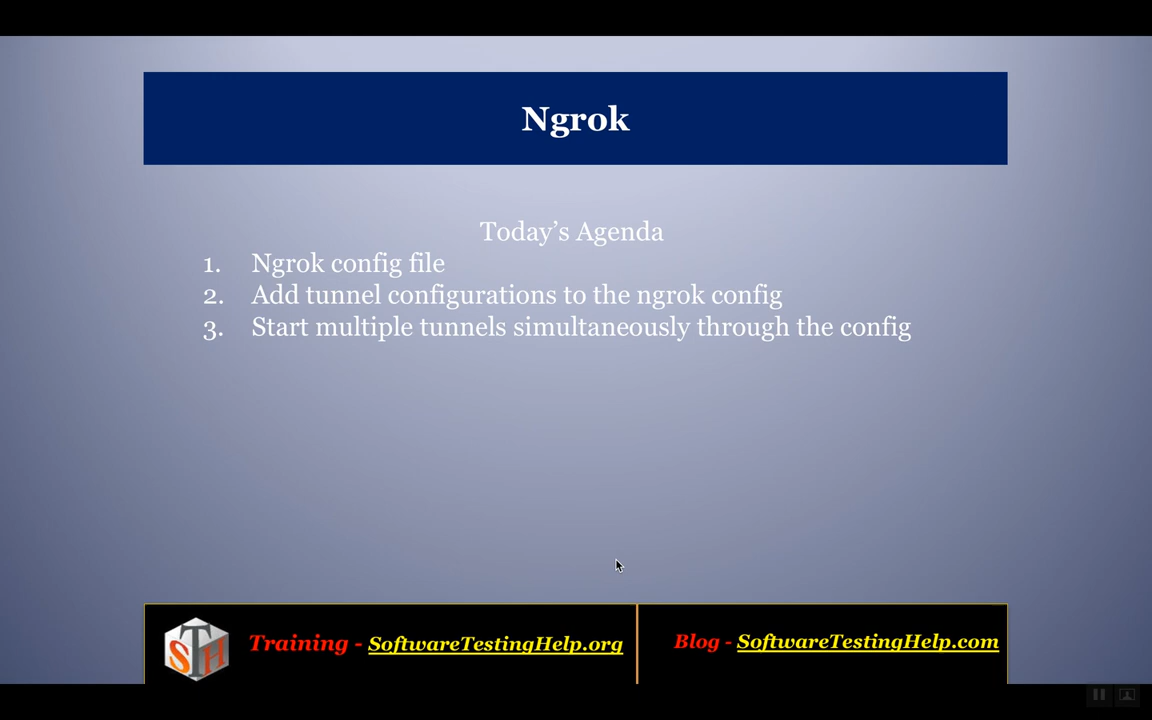 Ngrok
Today’s Agenda
1. Ngrok config file
2. Add tunnel configurations to the ngrok config
3. Start multiple tunnels simultaneously through the config
STH
Training - SoftwareTestingHelp.org
Blog - SoftwareTestingHelp.com